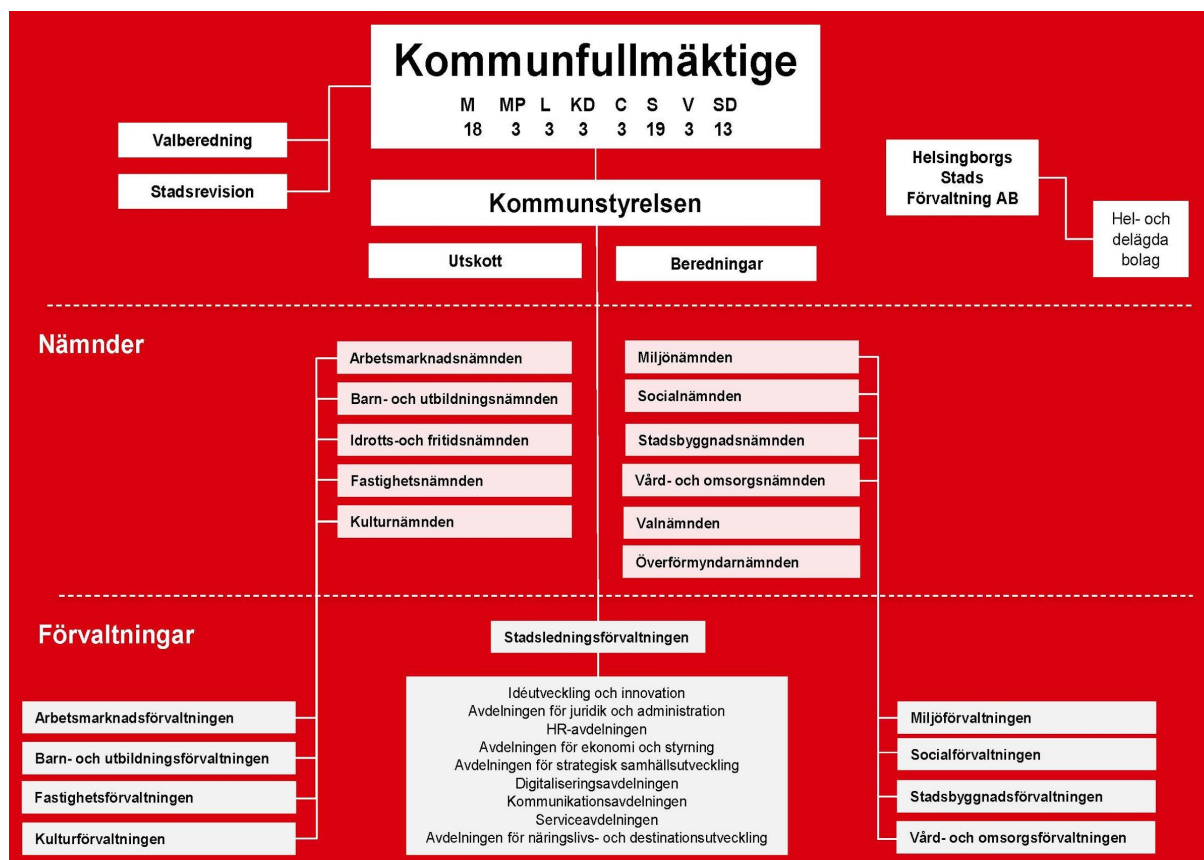 Kommunfullmäktige
M MP L KD C S V SD
18 3 3 3 3 19 3 13
Valberedning
Stadsrevision
Kommunstyrelsen
Utskott
Beredningar
Helsingborgs
Stads
Förvaltning AB
Hel- och
delägda
bolag
Nämnder
Arbetsmarknadsnämnden
Barn- och utbildningsnämnden
Idrotts-och fritidsnämnden
Fastighetsnämnden
Kulturnämnden
Miljönämnden
Socialnämnden
Stadsbyggnadsnämnden
Vård- och omsorgsnämnden
Valnämnden
Överförmyndarnämnden
Förvaltningar
Stadsledningsförvaltningen
Idéutveckling och innovation
Avdelningen för juridik och administration
HR-avdelningen
Avdelningen för ekonomi och styrning
Avdelningen för strategisk samhällsutveckling
Digitaliseringsavdelningen
Kommunikationsavdelningen
Serviceavdelningen
Avdelningen för näringslivs- och destinationsutveckling
Arbetsmarknadsförvaltningen
Barn- och utbildningsförvaltningen
Fastighetsförvaltningen
Kulturförvaltningen
Miljöförvaltningen
Socialförvaltningen
Stadsbyggnadsförvaltningen
Vård- och omsorgsförvaltningen